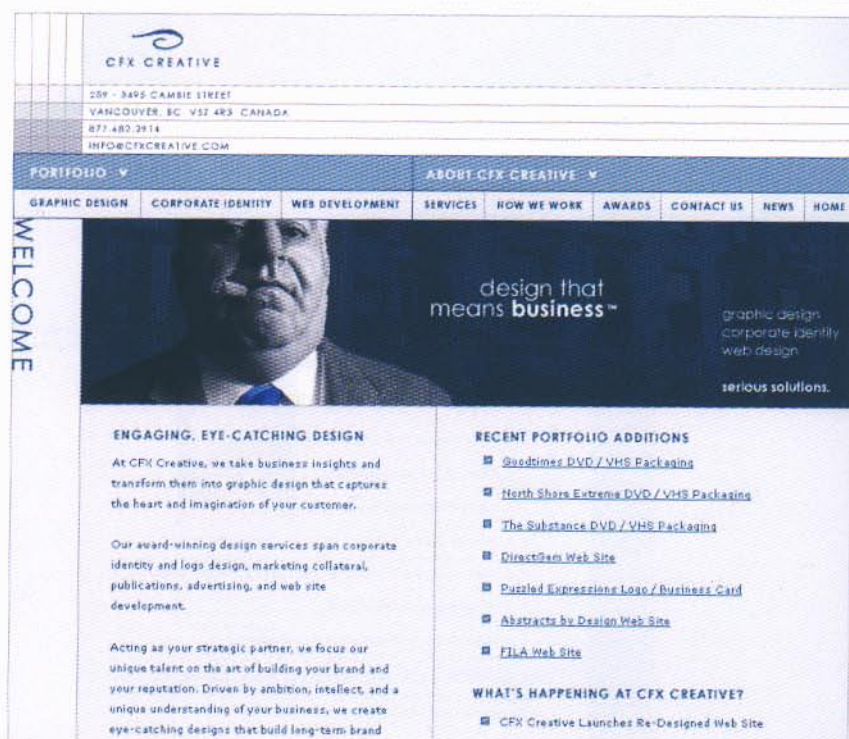 CFX CREATIVE
259 - 3495 CAMBIE STREET
VANCOUVER, BC V5Z 4R3 CANADA
877.482.2914
INFO@CFXCREATIVE.COM
PORTFOLIO
ABOUT CFX CREATIVE
GRAPHIC DESIGN CORPORATE IDENTITY WEB DEVELOPMENT SERVICES HOW WE WORK AWARDS CONTACT US NEWS HOME
WELCOME
design that
means business™
graphic design
corporate identity
web design
serious solutions.
ENGAGING, EYE-CATCHING DESIGN
At CFX Creative, we take business insights and
transform them into graphic design that captures
the heart and imagination of your customer.
Our award-winning design services span corporate
identity and logo design, marketing collateral,
publications, advertising, and web site
development.
Acting as your strategic partner, we focus our
unique talent on the art of building your brand and
your reputation. Driven by ambition, intellect, and a
unique understanding of your business, we create
eye-catching designs that build long-term brand
RECENT PORTFOLIO ADDITIONS
Goodtimes DVD / VHS Packaging
North Shore Extreme DVD / VHS Packaging
The Substance DVD / VHS Packaging
DirectGem Web Site
Puzzled Expressions Logo / Business Card
Abstracts by Design Web Site
FILA Web Site
WHAT'S HAPPENING AT CFX CREATIVE?
CFX Creative Launches Re-Designed Web Site